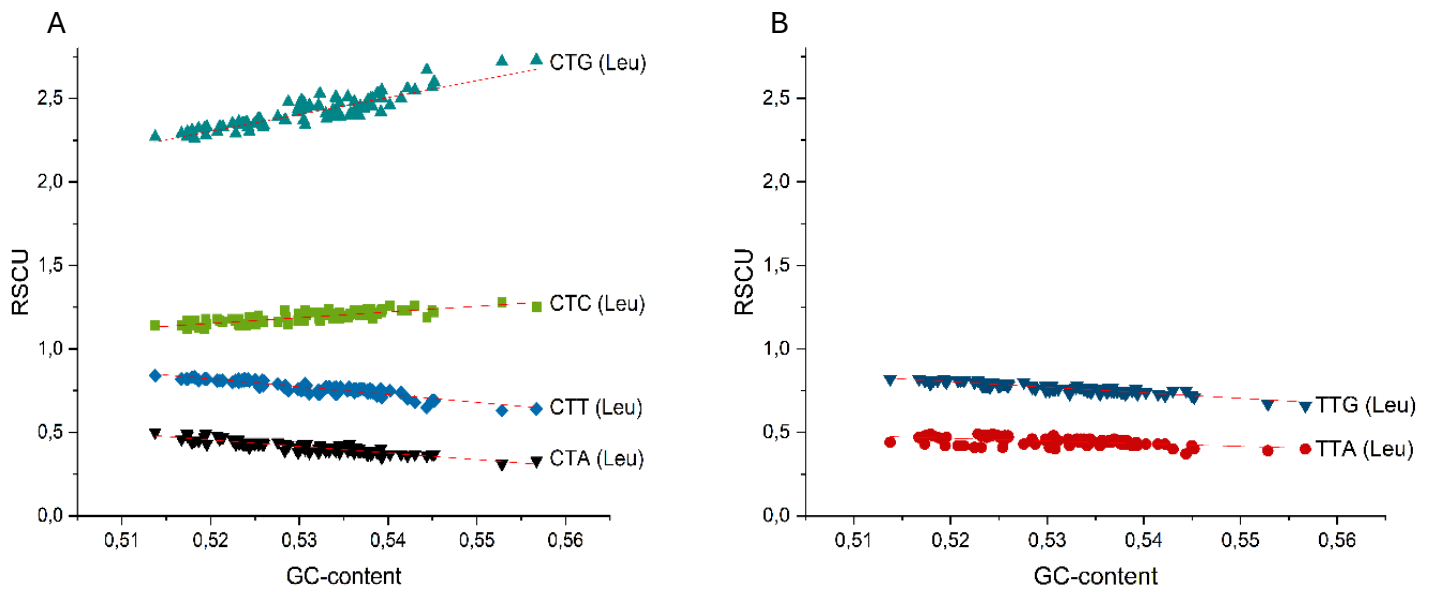 A
CTG (Leu)
2,5
2,0
RSCU
1,5
CTC (Leu)
1,0
CTT (Leu)
0,5
CTA (Leu)
0,0
0,51 0,52 0,53 0,54 0,55 0,56
GC-content
B
2,5
2,0
RSCU
1,5
1,0
TTG (Leu)
0,5
TTA (Leu)
0,0
0,51 0,52 0,53 0,54 0,55 0,56
GC-content